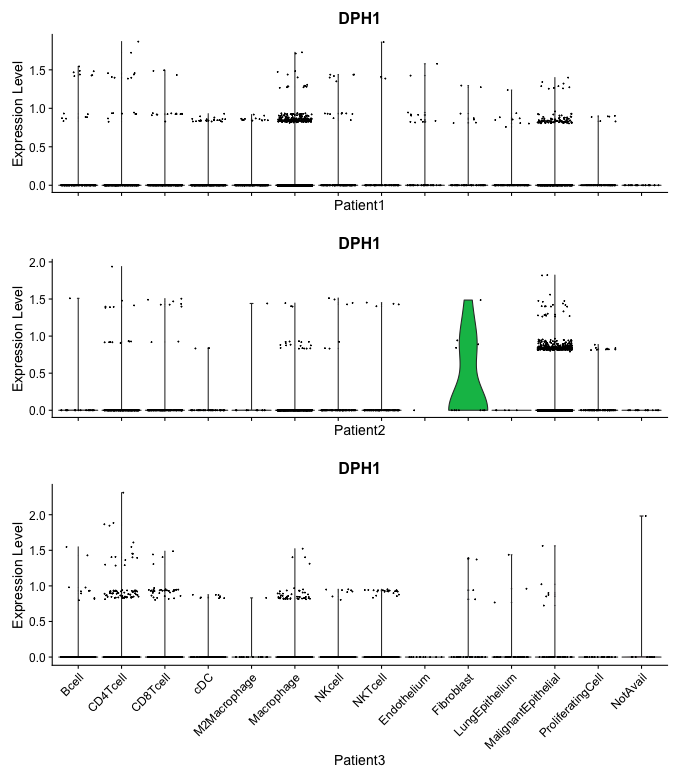 DPH1
Expression Level
1.5
1.0
0.5
0.0
Patient1
DPH1
Expression Level
2.0
1.5
1.0
0.5
0.0
Patient2
DPH1
Expression Level
2.0
1.5
1.0
0.5
0.0
Bcell
CD4Tcell
CD8Tcell
cDC
M2Macrophage
Macrophage
NKcell
NKTcell
Endothelium
Fibroblast
LungEpithelium
MalignantEpithelial
ProliferatingCell
NotAvail
Patient3